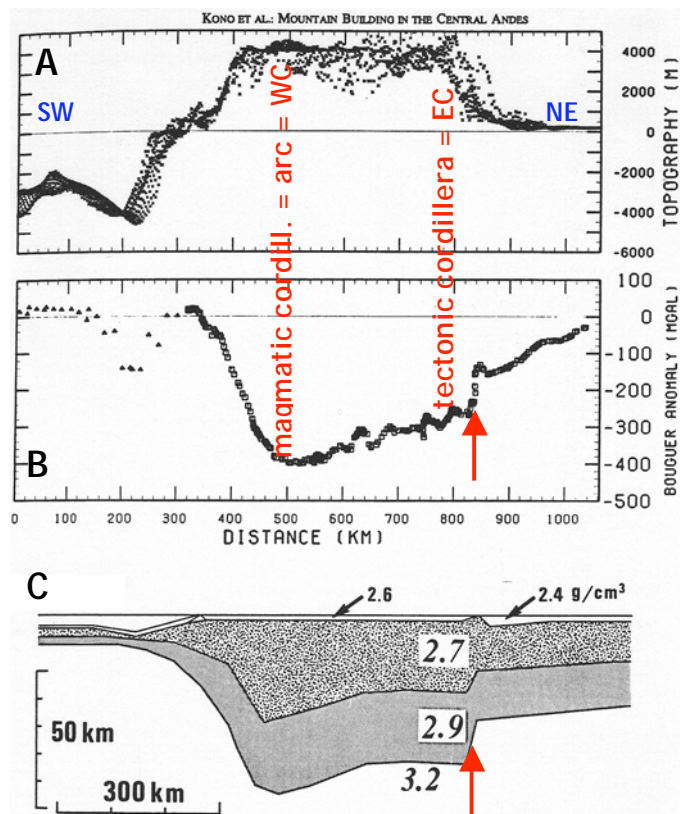 KONO ET AL.: MOUNTAIN BUILDING IN THE CENTRAL ANDES
A
SW
NE
magmatic cordill. = arc = WC
tectonic cordillera = EC
4000
2000
0
-2000
-4000
-6000
TOPOGRAPHY (M)
B
100
0
-100
-200
-300
-400
-500
BOUGUER ANOMALY (MGAL)
0 100 200 300 400 500 600 700 800 900 1000
DISTANCE (KM)
C
2.6
2.4 g/cm³
2.7
2.9
3.2
50 km
300 km